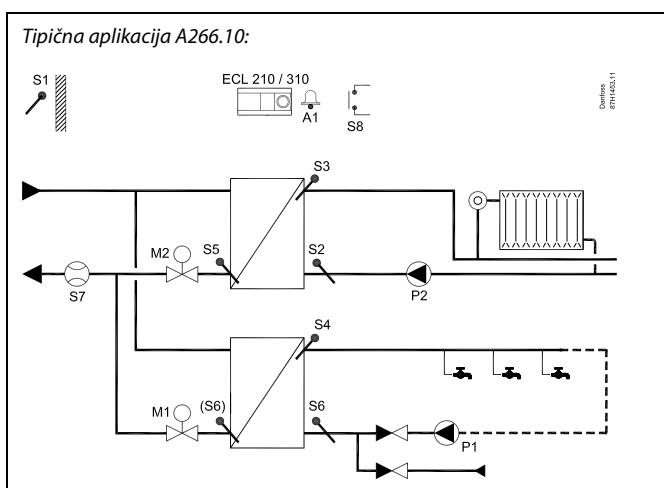 Tipična aplikacija A266.10:
S1
ECL 210 / 310
A1
S8
Danfoss
87H1453.11
S3
M2
S5
S2
S7
P2
S4
M1
(S6)
S6
P1